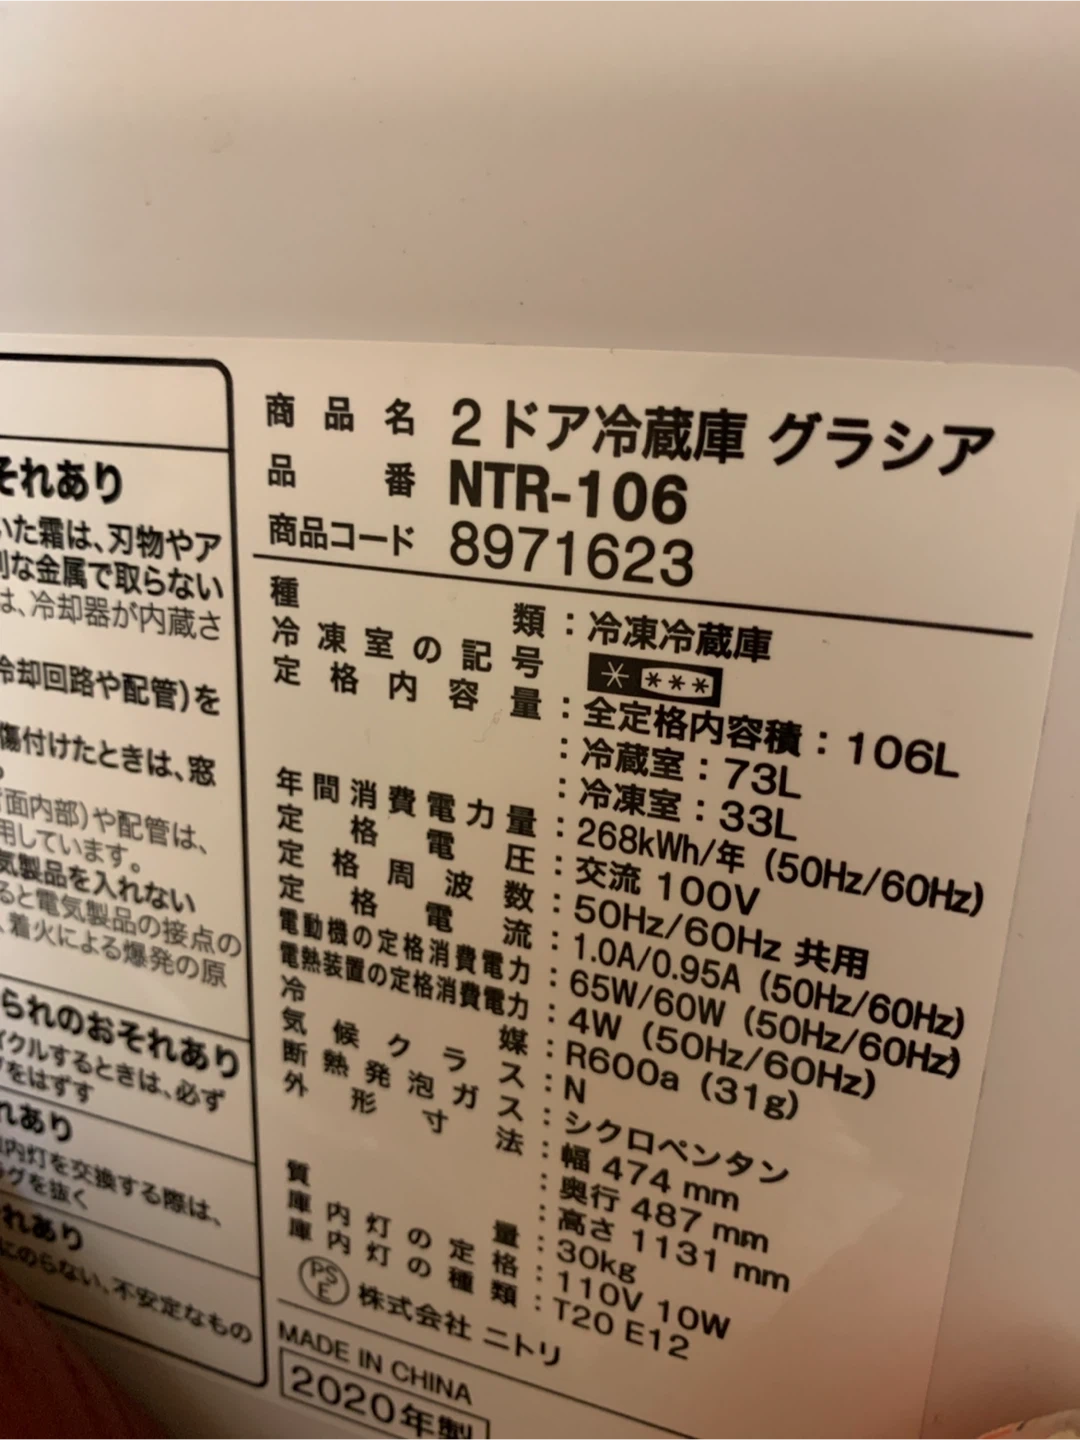 それあり
いた霜は、刃物やア
別な金属で取らない
は、冷却器が内蔵さ
冷却回路や配管)を
傷付けたときは、窓
。
面内部)や配管は、
用しています。
気製品を入れない
ると電気製品の接点の
、着火による爆発の原
られのおそれあり
イクルするときは、必ず
をはずす
れあり
内灯を交換する際は、
グを抜く
れあり
にのらない、不安定なもの
商品名 2ドア冷蔵庫 グラシア
品番 NTR-106
商品コード 8971623
種類:冷凍冷蔵庫
冷凍室の記号 * ***
定格内容量:全定格内容積:106L
:冷蔵室:73L
:冷凍室:33L
年間消費電力量:268kWh/年 (50Hz/60Hz)
定格電圧:交流 100V
定格周波数:50Hz/60Hz 共用
定格電流:1.0A/0.95A (50Hz/60Hz)
電動機の定格消費電力:65W/60W (50Hz/60Hz)
電熱装置の定格消費電力:4W (50Hz/60Hz)
冷媒:R600a (31g)
気候クラス:N
断熱発泡ガス:シクロペンタン
外形寸法:幅 474 mm
:奥行 487 mm
:高さ 1131 mm
質量:30kg
庫内灯の定格:110V 10W
庫内灯の種類:T20 E12
PSE 株式会社 ニトリ
MADE IN CHINA
2020年製